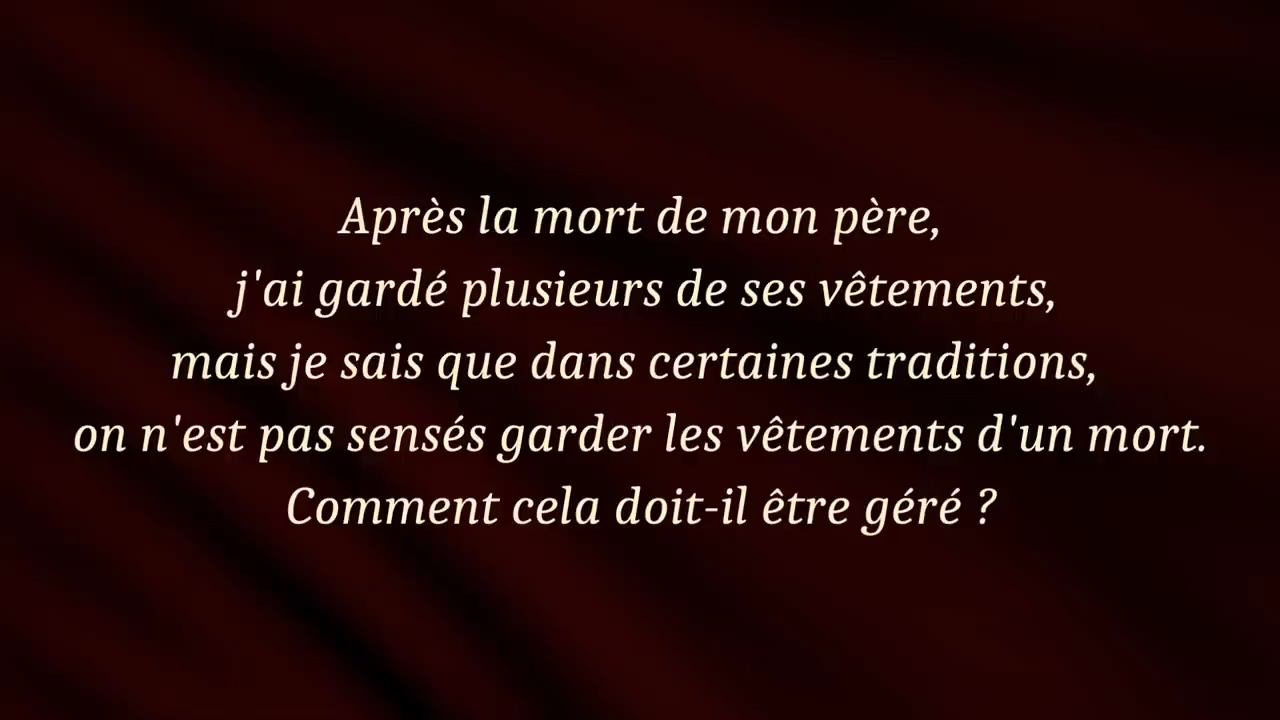 Après la mort de mon père,
j'ai gardé plusieurs de ses vêtements,
mais je sais que dans certaines traditions,
on n'est pas sensés garder les vêtements d'un mort.
Comment cela doit-il être géré ?